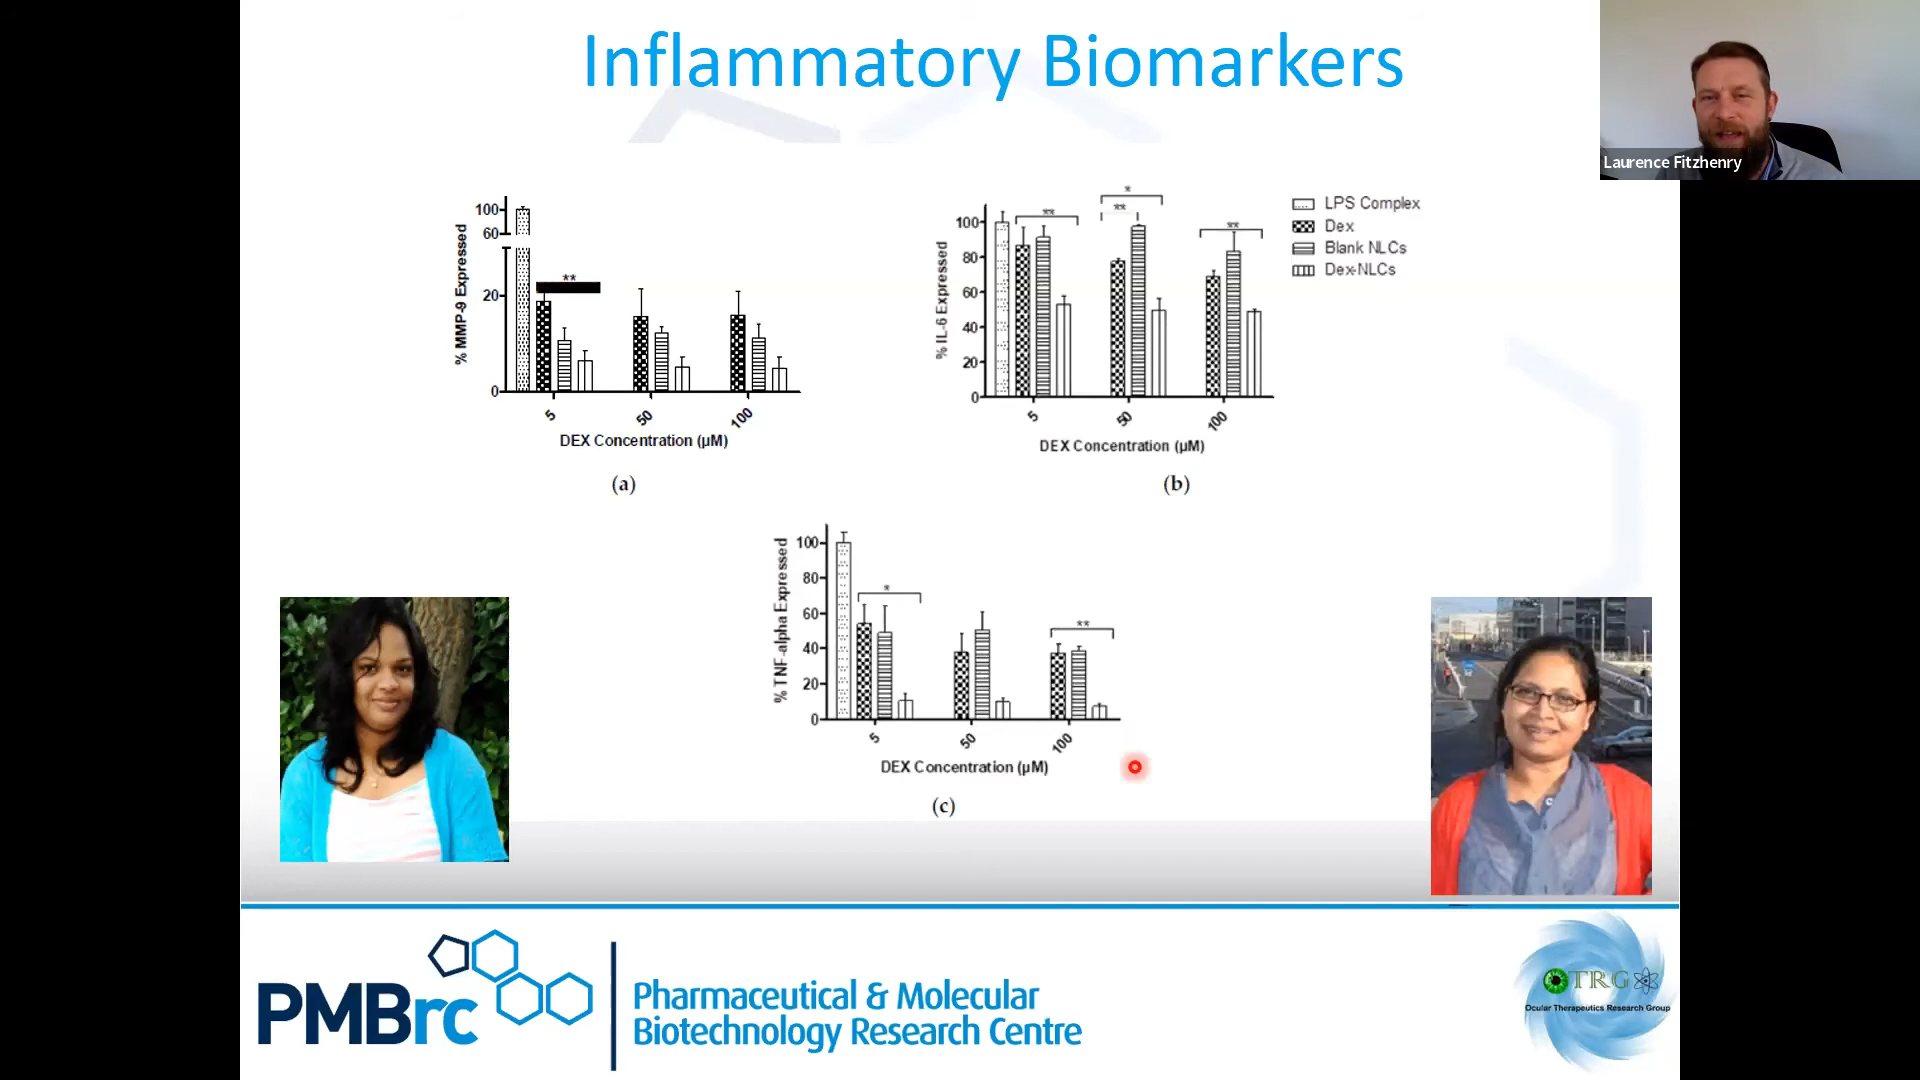 Inflammatory Biomarkers
Laurence Fitzhenry
% MMP-9 Expressed
100
60
20
0
**
5
50
100
DEX Concentration (µM)
(a)
% IL-6 Expressed
100
80
60
40
20
0
**
*
**
**
5
50
100
DEX Concentration (µM)
(b)
LPS Complex
Dex
Blank NLCs
Dex-NLCs
% TNF-alpha Expressed
100
80
60
40
20
0
*
**
5
50
100
DEX Concentration (µM)
(c)
PMBrc
Pharmaceutical & Molecular
Biotechnology Research Centre
OTRG
Ocular Therapeutics Research Group